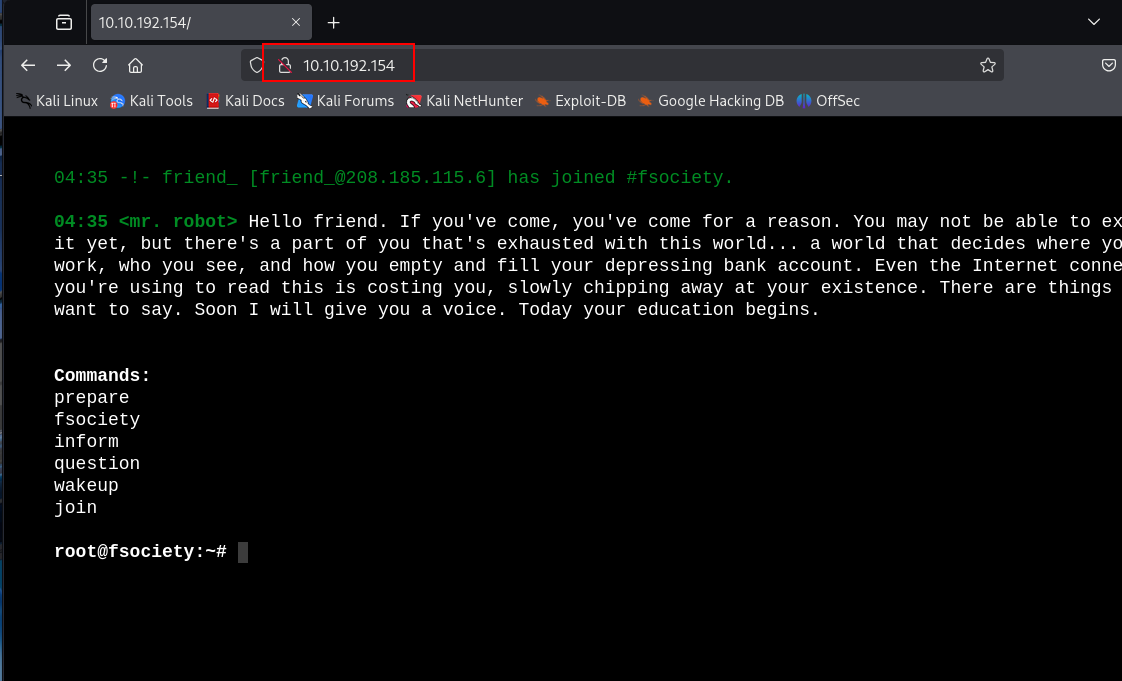 10.10.192.154/
10.10.192.154
Kali Linux Kali Tools Kali Docs Kali Forums Kali NetHunter Exploit-DB Google Hacking DB OffSec
04:35 -!- friend_ [friend_@208.185.115.6] has joined #fsociety.
04:35 <mr. robot> Hello friend. If you've come, you've come for a reason. You may not be able to ex
it yet, but there's a part of you that's exhausted with this world... a world that decides where yo
work, who you see, and how you empty and fill your depressing bank account. Even the Internet conne
you're using to read this is costing you, slowly chipping away at your existence. There are things
want to say. Soon I will give you a voice. Today your education begins.
Commands:
prepare
fsociety
inform
question
wakeup
join
root@fsociety:~#